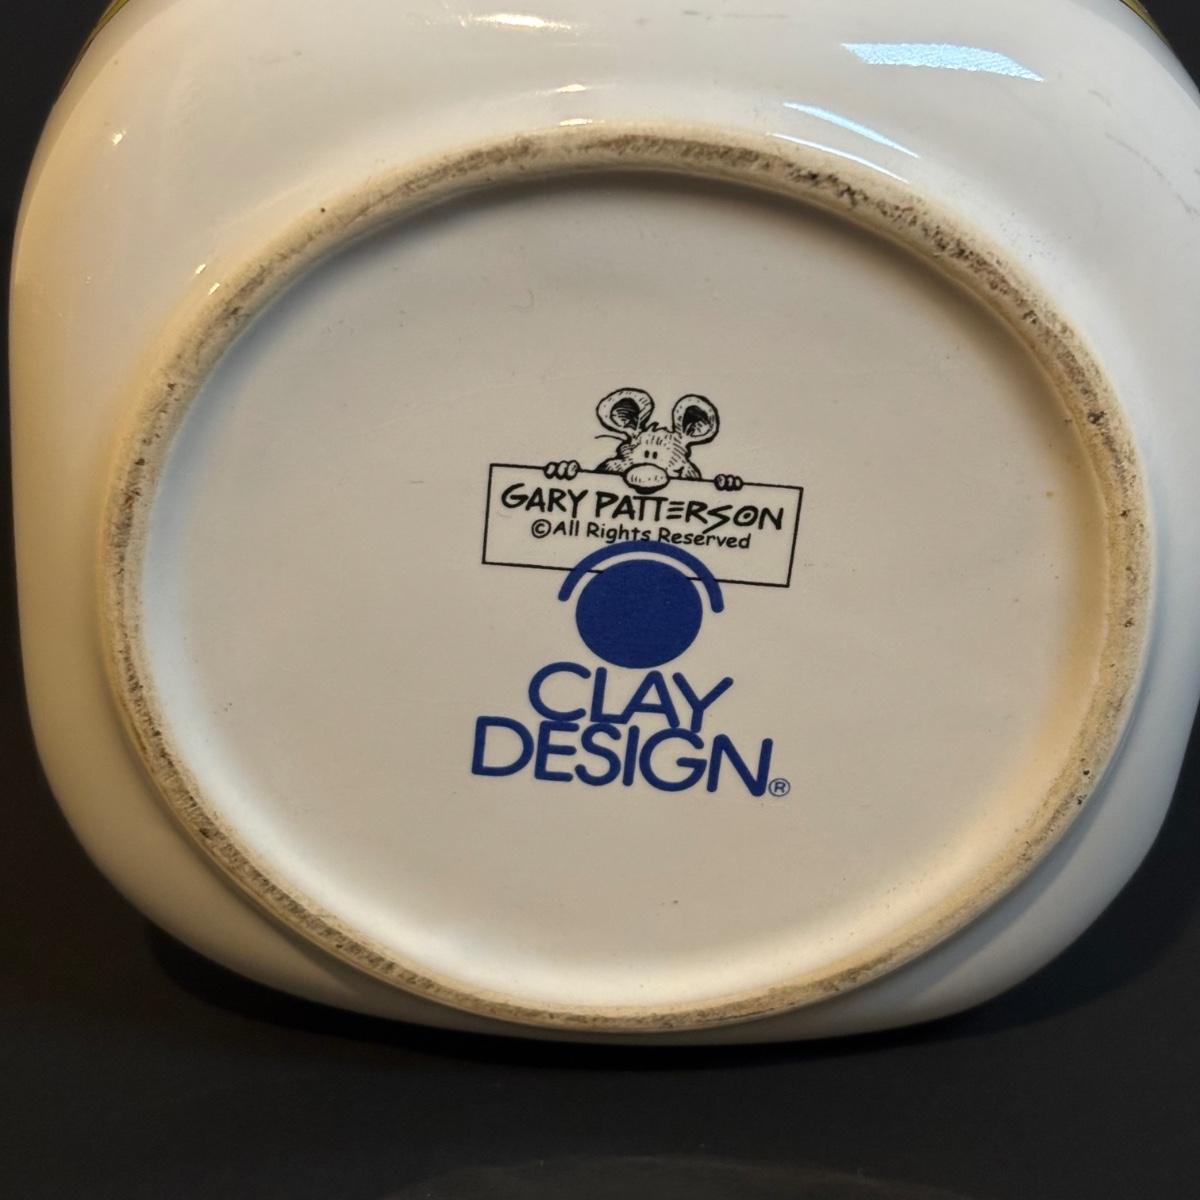 GARY PATTERSON
©All Rights Reserved
CLAY
DESIGN®